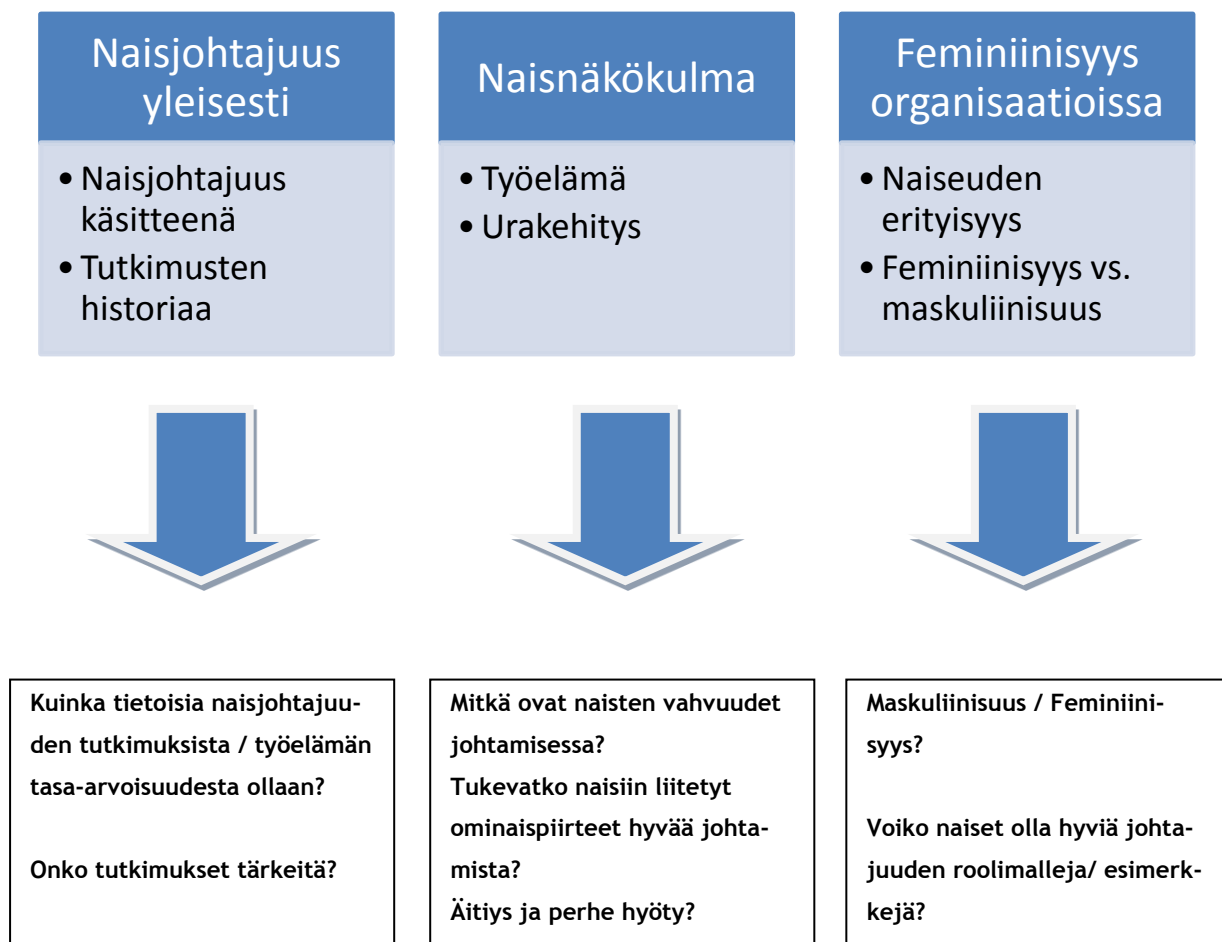 Naisjohtajuus
yleisesti
• Naisjohtajuus
käsitteenä
• Tutkimusten
historiaa
Naisnäkökulma
• Työelämä
• Urakehitys
Feminiinisyys
organisaatioissa
• Naiseuden
erityisyys
• Feminiinisyys vs.
maskuliinisuus
Kuinka tietoisia naisjohtajuu-
den tutkimuksista / työelämän
tasa-arvoisuudesta ollaan?
Onko tutkimukset tärkeitä?
Mitkä ovat naisten vahvuudet
johtamisessa?
Tukevatko naisiin liitetyt
ominaispiirteet hyvää johta-
mista?
Äitiys ja perhe hyöty?
Maskuliinisuus / Feminiini-
syys?
Voiko naiset olla hyviä johta-
juuden roolimalleja/ esimerk-
kejä?